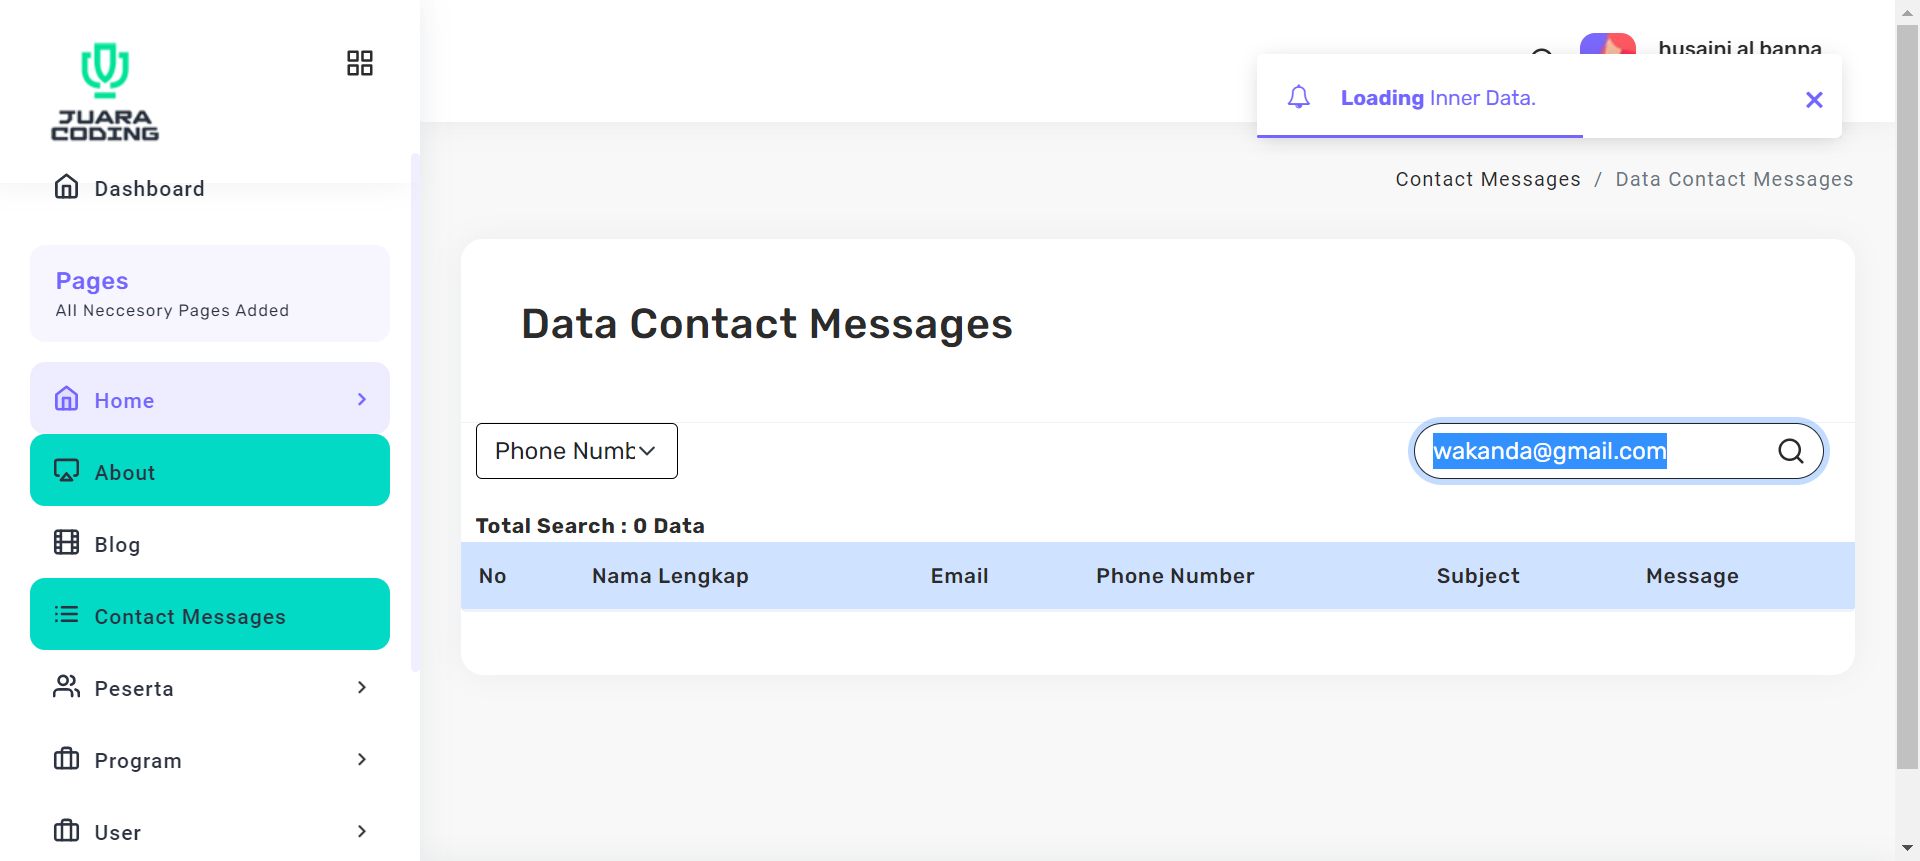 JUARA
CODING
Dashboard
Pages
All Neccesory Pages Added
Home
About
Blog
Contact Messages
Peserta
Program
User
husaini al banna
Loading Inner Data.
Contact Messages / Data Contact Messages
Data Contact Messages
Phone Numb
wakanda@gmail.com
Total Search : 0 Data
No Nama Lengkap Email Phone Number Subject Message